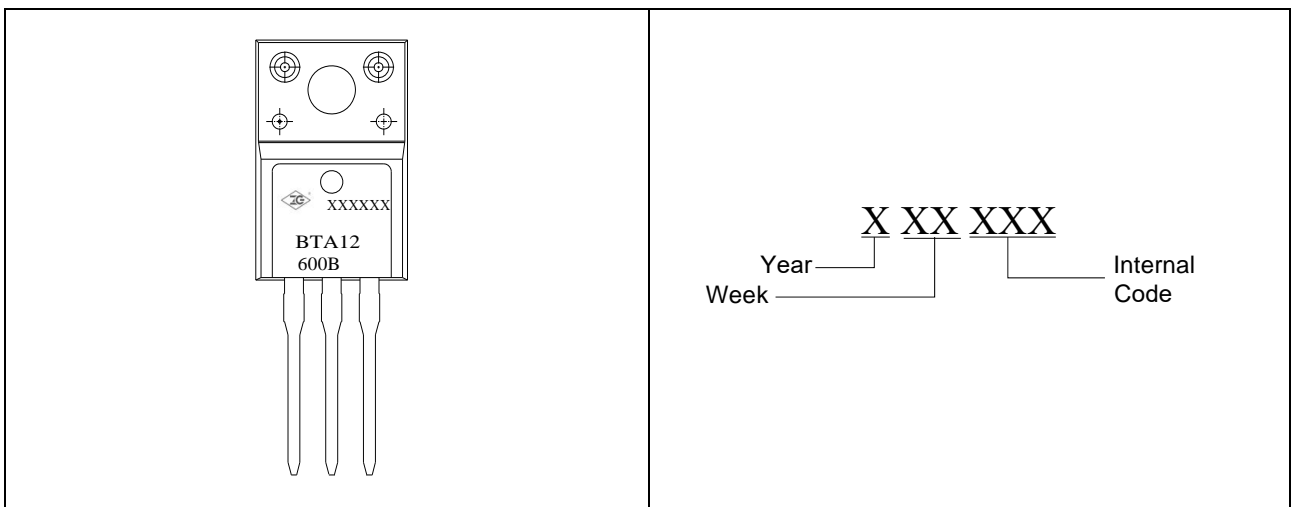 XXXXXX
BTA12
600B
X XX XXX
Year
Week
Internal
Code